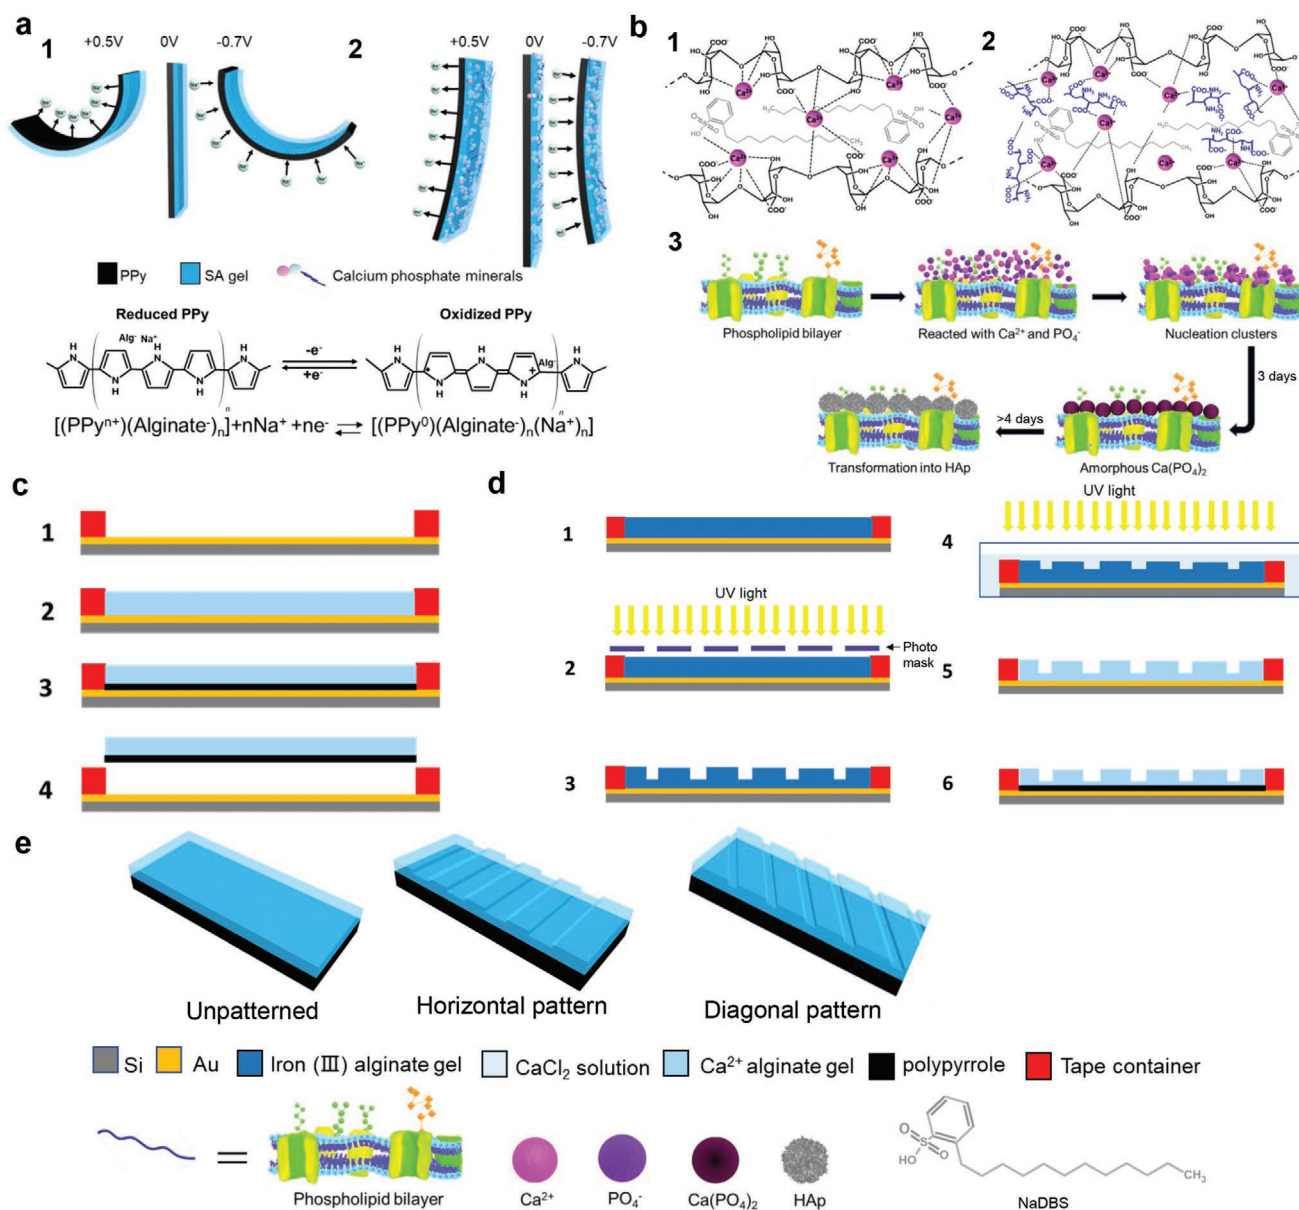 a
1
+0.5V
0V
-0.7V
2
+0.5V
0V
-0.7V
PPy
SA gel
Calcium phosphate minerals
Reduced PPy
Oxidized PPy
Alg⁻ Na⁺
-e⁻
+e⁻
Alg⁻
[(PPyⁿ⁺)(Alginate⁻)ₙ]+nNa⁺ +ne⁻ ⇌ [(PPy⁰)(Alginate⁻)ₙ(Na⁺)ₙ]
b
1
2
3
Phospholipid bilayer
Reacted with Ca²⁺ and PO₄⁻
Nucleation clusters
3 days
>4 days
Transformation into HAp
Amorphous Ca(PO₄)₂
c
1
2
3
4
d
1
UV light
Photo
mask
2
3
UV light
4
5
6
e
Unpatterned
Horizontal pattern
Diagonal pattern
Si
Au
Iron (III) alginate gel
CaCl₂ solution
Ca²⁺ alginate gel
polypyrrole
Tape container
=
Phospholipid bilayer
Ca²⁺
PO₄⁻
Ca(PO₄)₂
HAp
O
S
HO
O
CH₃
NaDBS